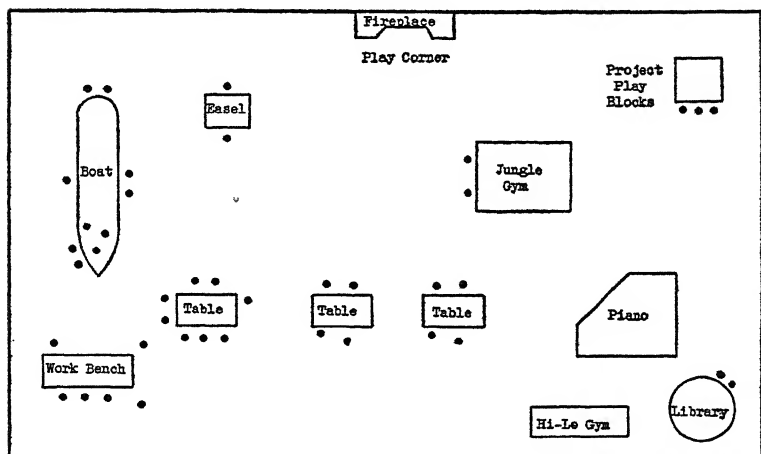 Fireplace
Play Corner
Project
Play
Blocks
Easel
Boat
Jungle
Gym
Table
Table
Table
Piano
Work Bench
Library
Hi-Lo Gym